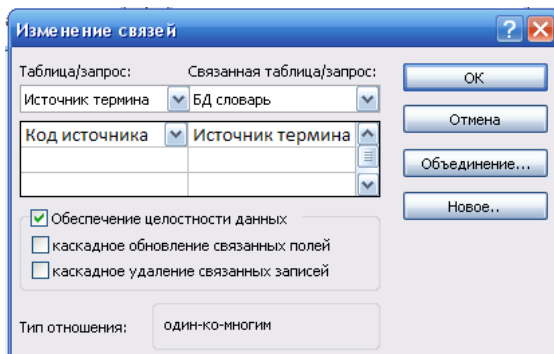 Изменение связей
Таблица/запрос: Связанная таблица/запрос:
Источник термина БД словарь
Код источника Источник термина
Обеспечение целостности данных
каскадное обновление связанных полей
каскадное удаление связанных записей
Тип отношения: один-ко-многим
ОК
Отмена
Объединение...
Новое..